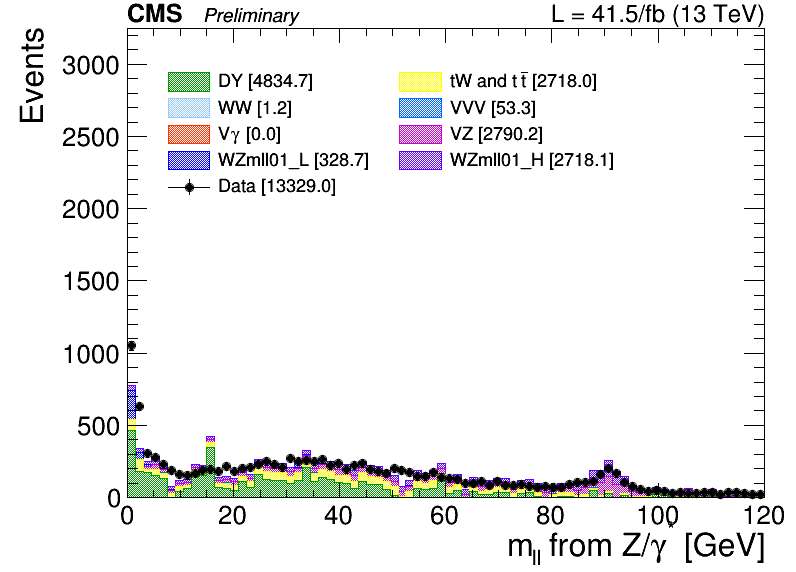 CMS Preliminary L = 41.5/fb (13 TeV)
Events
3000
2500
2000
1500
1000
500
0
DY [4834.7]
tW and t t̅ [2718.0]
WW [1.2]
VVV [53.3]
Vγ [0.0]
VZ [2790.2]
WZmll01_L [328.7]
WZmll01_H [2718.1]
Data [13329.0]
0 20 40 60 80 100 120
m_ll from Z/γ* [GeV]